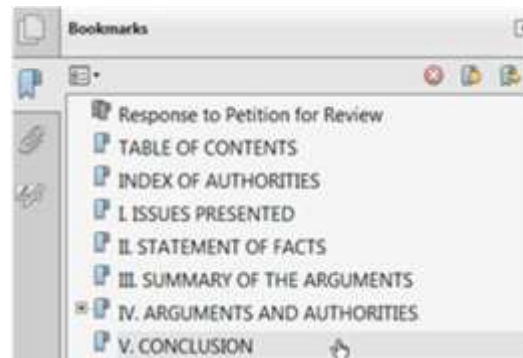 Bookmarks
Response to Petition for Review
TABLE OF CONTENTS
INDEX OF AUTHORITIES
I. ISSUES PRESENTED
II. STATEMENT OF FACTS
III. SUMMARY OF THE ARGUMENTS
IV. ARGUMENTS AND AUTHORITIES
V. CONCLUSION